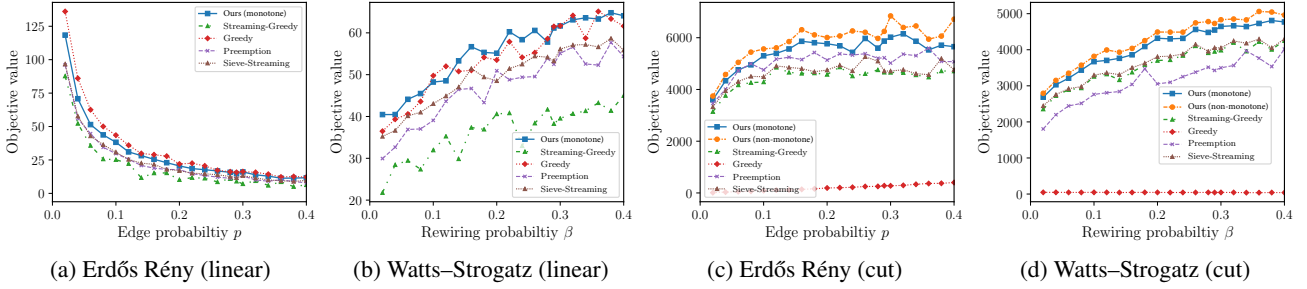 Objective value
125
100
75
50
25
0
0.0 0.1 0.2 0.3 0.4
Edge probabiltiy p
Ours (monotone)
Streaming-Greedy
Greedy
Preemption
Sieve-Streaming
(a) Erdős Rény (linear)
Objective value
60
50
40
30
20
0.0 0.1 0.2 0.3 0.4
Rewiring probabiltiy β
Ours (monotone)
Streaming-Greedy
Greedy
Preemption
Sieve-Streaming
(b) Watts–Strogatz (linear)
Objective value
6000
4000
2000
0
0.0 0.1 0.2 0.3 0.4
Edge probabiltiy p
Ours (monotone)
Ours (non-monotone)
Streaming-Greedy
Greedy
Preemption
Sieve-Streaming
(c) Erdős Rény (cut)
Objective value
5000
4000
3000
2000
1000
0
0.0 0.1 0.2 0.3 0.4
Rewiring probabiltiy β
Ours (monotone)
Ours (non-monotone)
Streaming-Greedy
Greedy
Preemption
Sieve-Streaming
(d) Watts–Strogatz (cut)